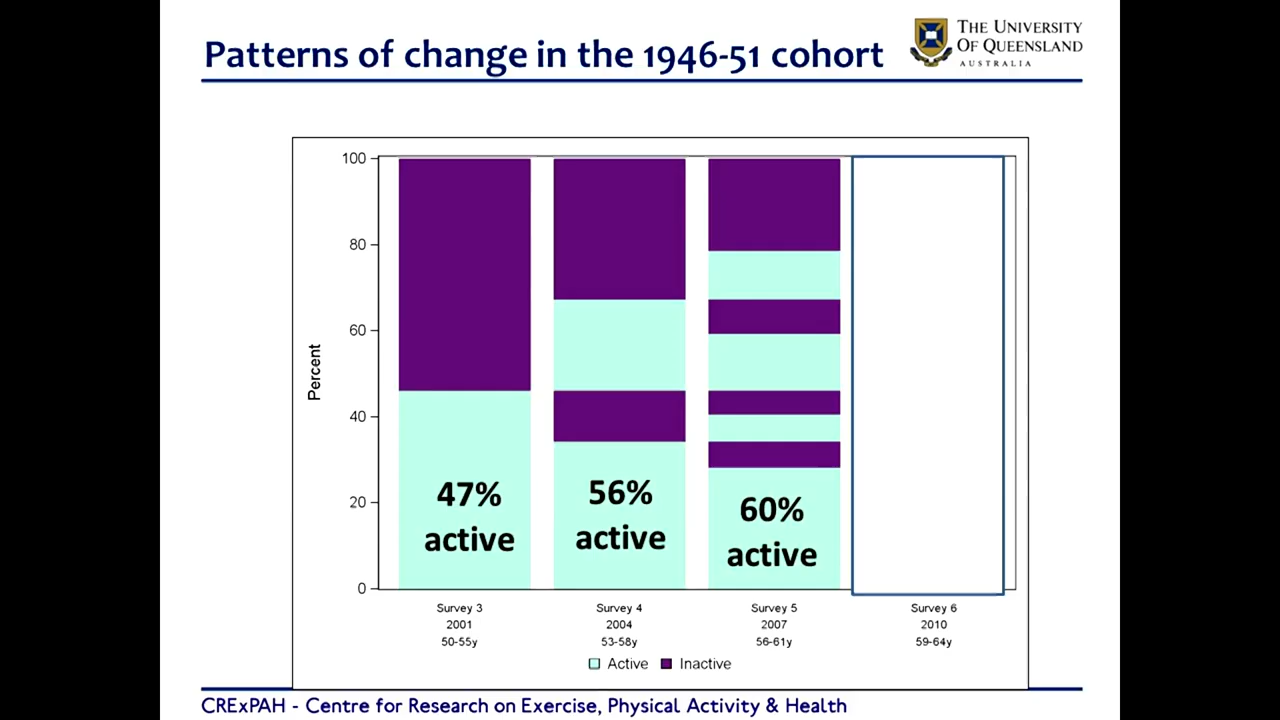 Patterns of change in the 1946-51 cohort
THE UNIVERSITY
OF QUEENSLAND
AUSTRALIA
100
80
60
40
20
0
Percent
47%
active
56%
active
60%
active
Survey 3
2001
50-55y
Survey 4
2004
53-58y
Survey 5
2007
56-61y
Survey 6
2010
59-64y
Active Inactive
CRExPAH - Centre for Research on Exercise, Physical Activity & Health